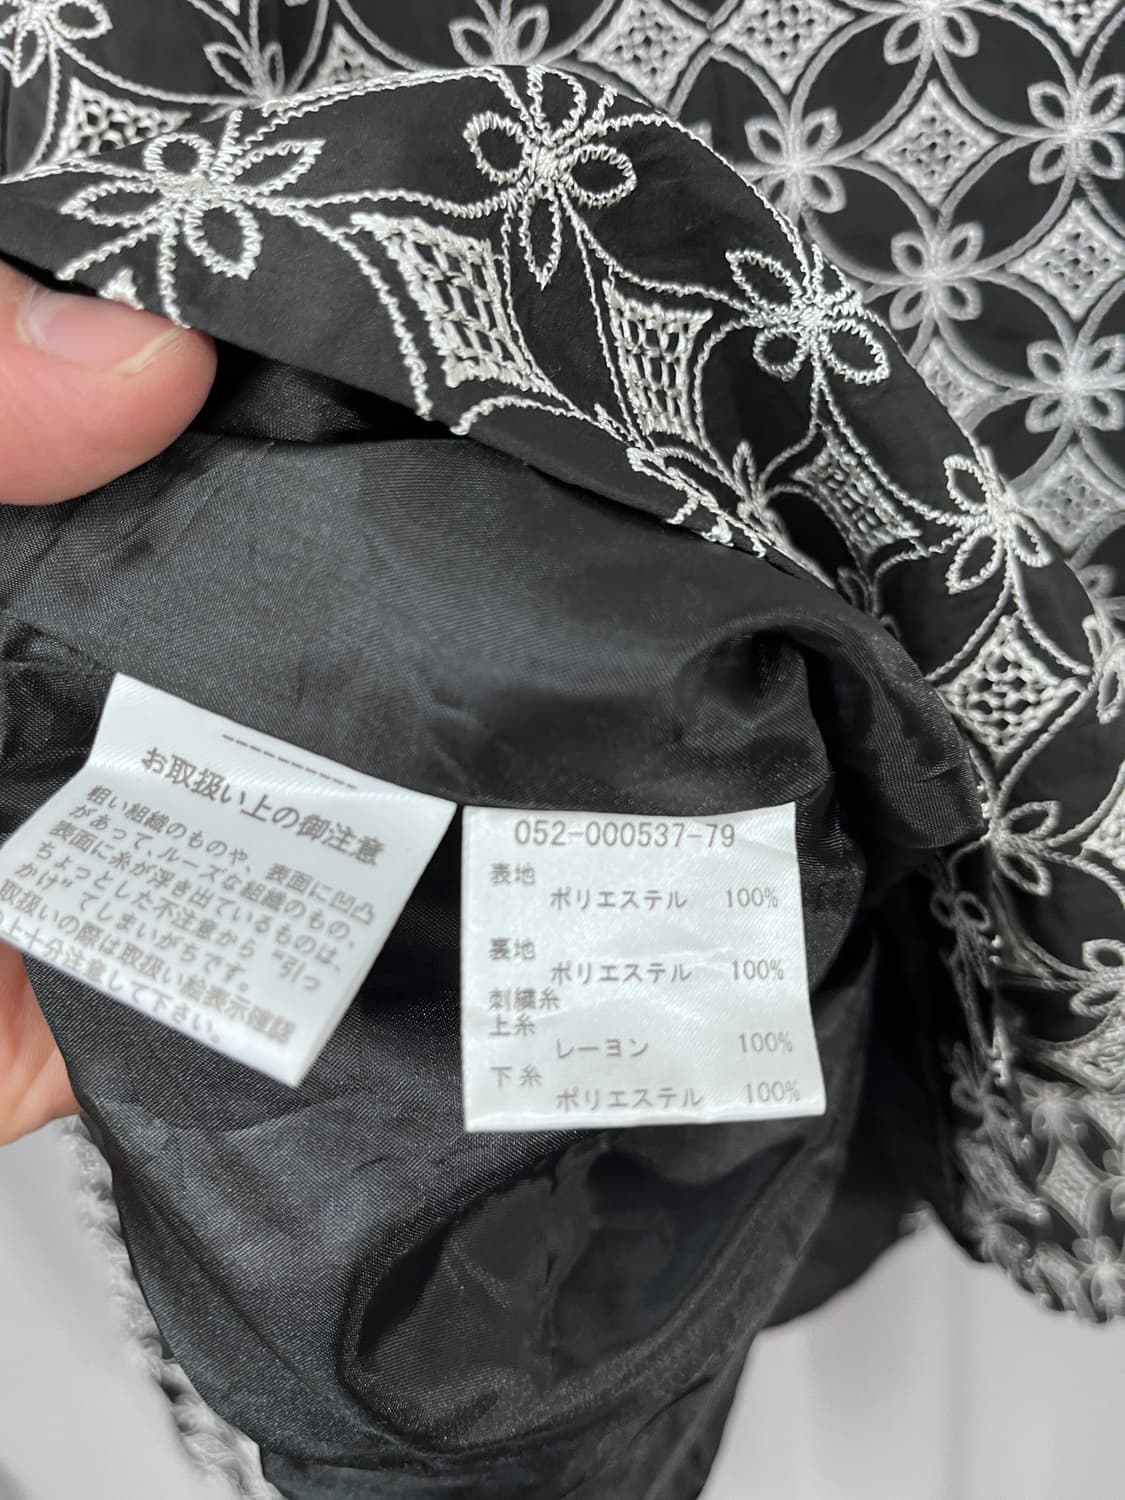 お取扱い上の御注意
粗い組織のものや、表面に凹凸
があって、ルーズな組織のもの、
表面に糸が浮き出ているものは、
ちょっとした不注意から“引っ
かけ”てしまいがちです。
取扱いの際は取扱い絵表示確認
の上十分注意して下さい。
052-000537-79
表地
ポリエステル 100%
裏地
ポリエステル 100%
刺繍糸
上糸
レーヨン 100%
下糸
ポリエステル 100%